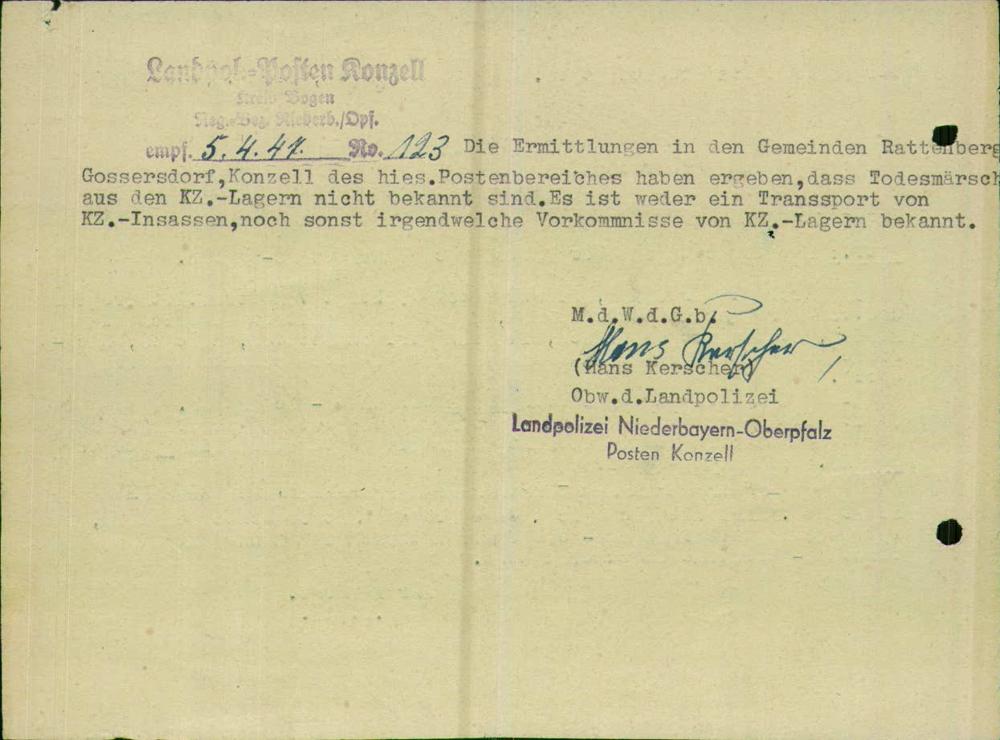 Landpol.-Posten Konzell
Kreis Bogen
Reg.-Bez. Niederb./Opf.
empf. 5.4.47. No. 123 Die Ermittlungen in den Gemeinden Rattenberg
Gossersdorf,Konzell des hies.Postenbereiches haben ergeben,dass Todesmärsch
aus den KZ.-Lagern nicht bekannt sind.Es ist weder ein Transsport von
KZ.-Insassen,noch sonst irgendwelche Vorkommnisse von KZ.-Lagern bekannt.
M.d.W.d.G.b.
Hans Kerscher
(Hans Kerscher)
Obw.d.Landpolizei
Landpolizei Niederbayern-Oberpfalz
Posten Konzell